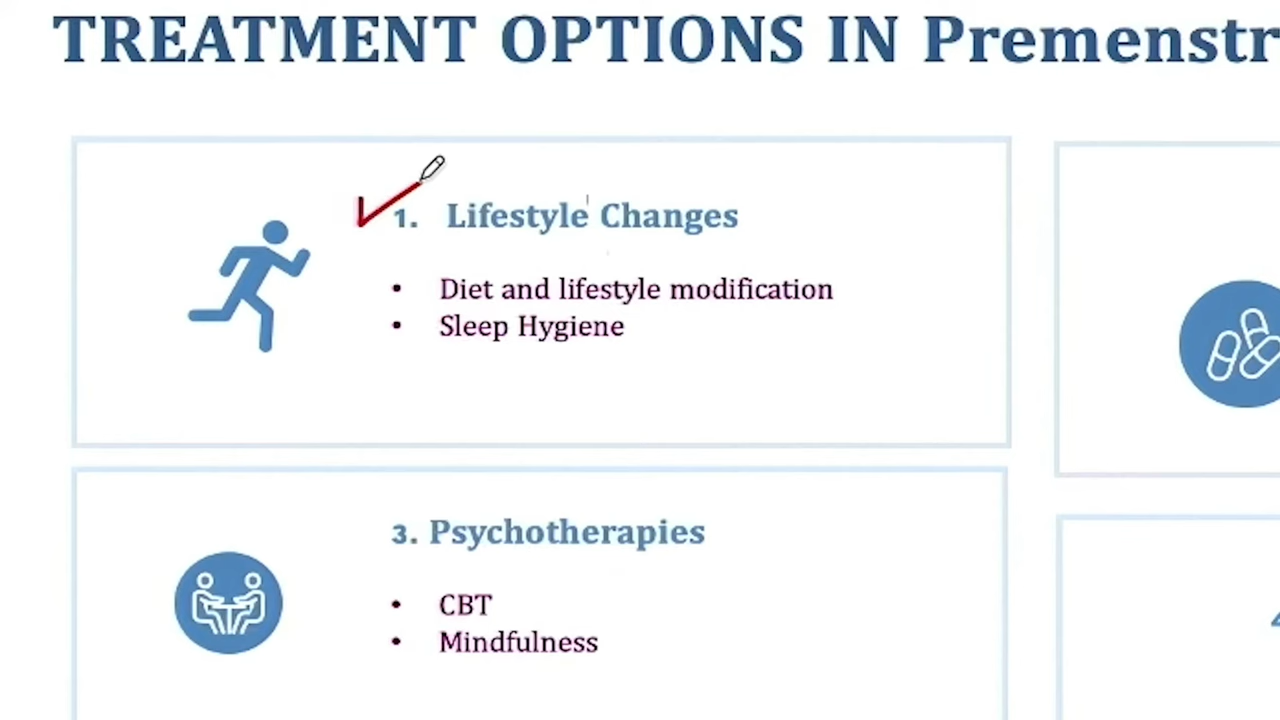 TREATMENT OPTIONS IN Premenstr
1. Lifestyle Changes
• Diet and lifestyle modification
• Sleep Hygiene
3. Psychotherapies
• CBT
• Mindfulness